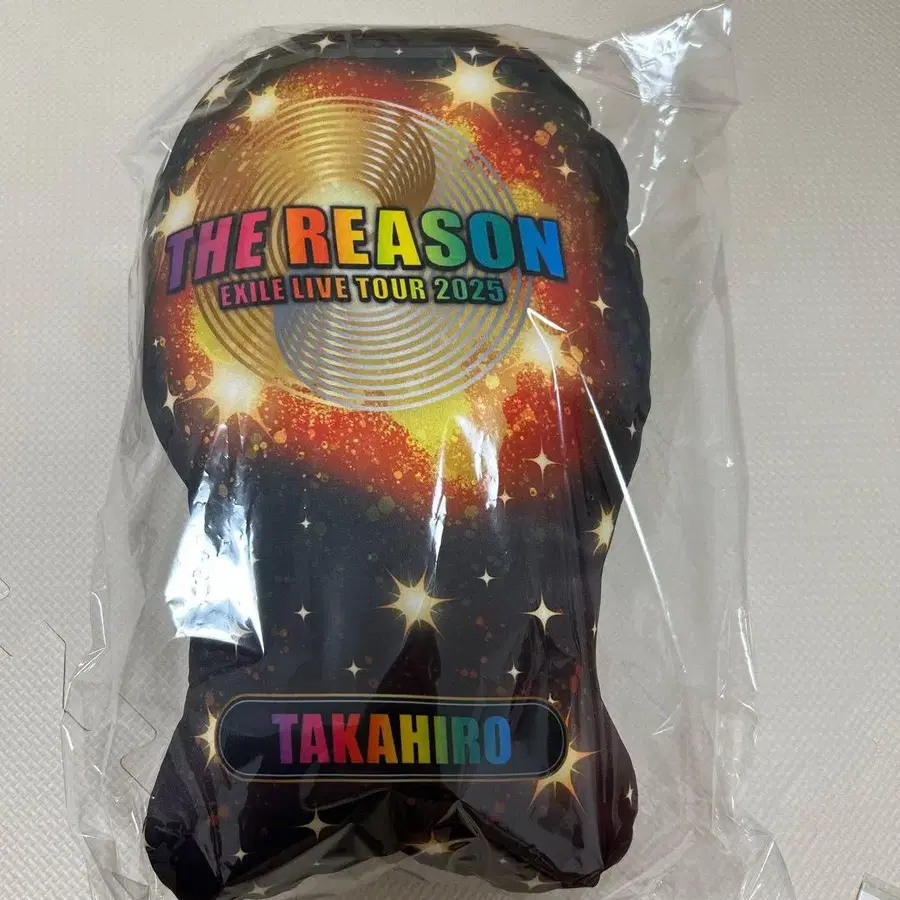 THE REASON
EXILE LIVE TOUR 2025
TAKAHIRO